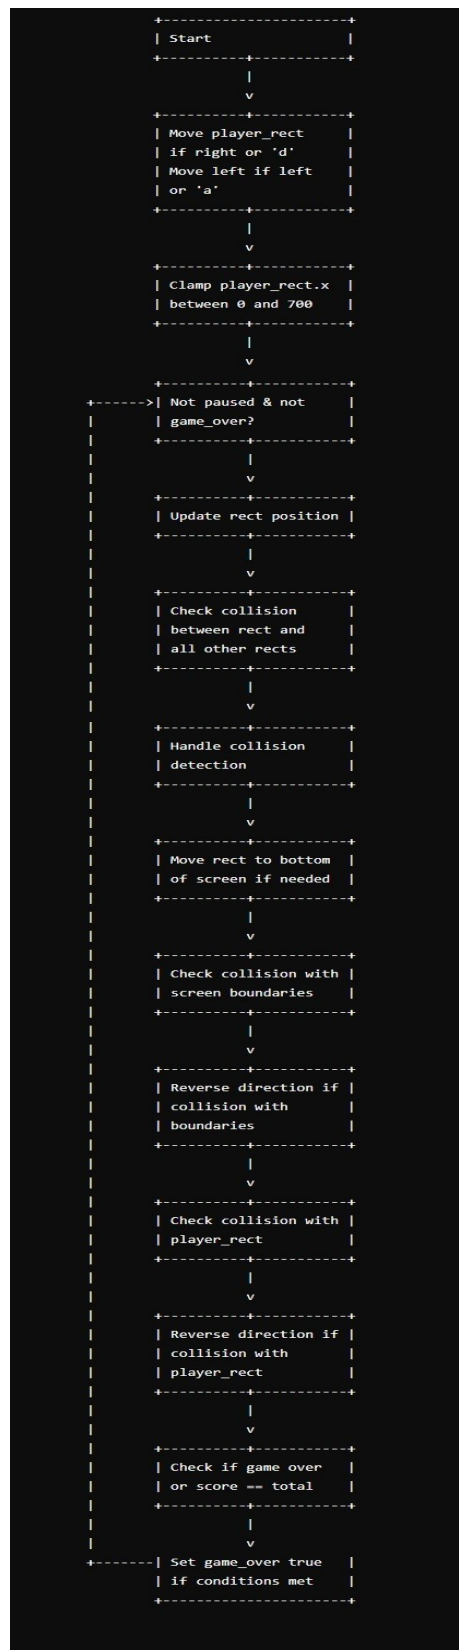 Start
Move player_rect
if right or 'd'
Move left if left
or 'a'
Clamp player_rect.x
between 0 and 700
Not paused & not
game_over?
Update rect position
Check collision
between rect and
all other rects
Handle collision
detection
Move rect to bottom
of screen if needed
Check collision with
screen boundaries
Reverse direction if
collision with
boundaries
Check collision with
player_rect
Reverse direction if
collision with
player_rect
Check if game over
or score == total
Set game_over true
if conditions met